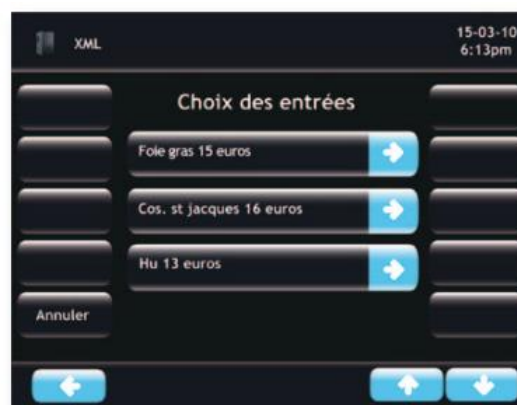 XML
15-03-10
6:13pm
Choix des entrées
Foie gras 15 euros
Cos. st jacques 16 euros
Hu 13 euros
Annuler